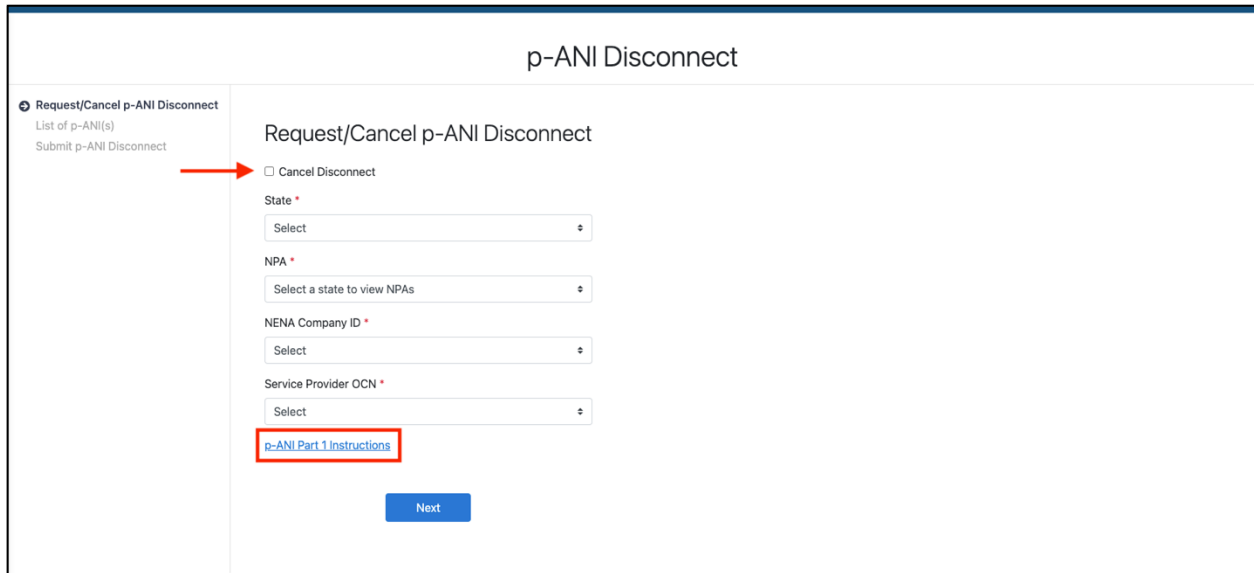 p-ANI Disconnect
Request/Cancel p-ANI Disconnect
List of p-ANI(s)
Submit p-ANI Disconnect
Request/Cancel p-ANI Disconnect
Cancel Disconnect
State *
Select
NPA *
Select a state to view NPAs
NENA Company ID *
Select
Service Provider OCN *
Select
p-ANI Part 1 Instructions
Next